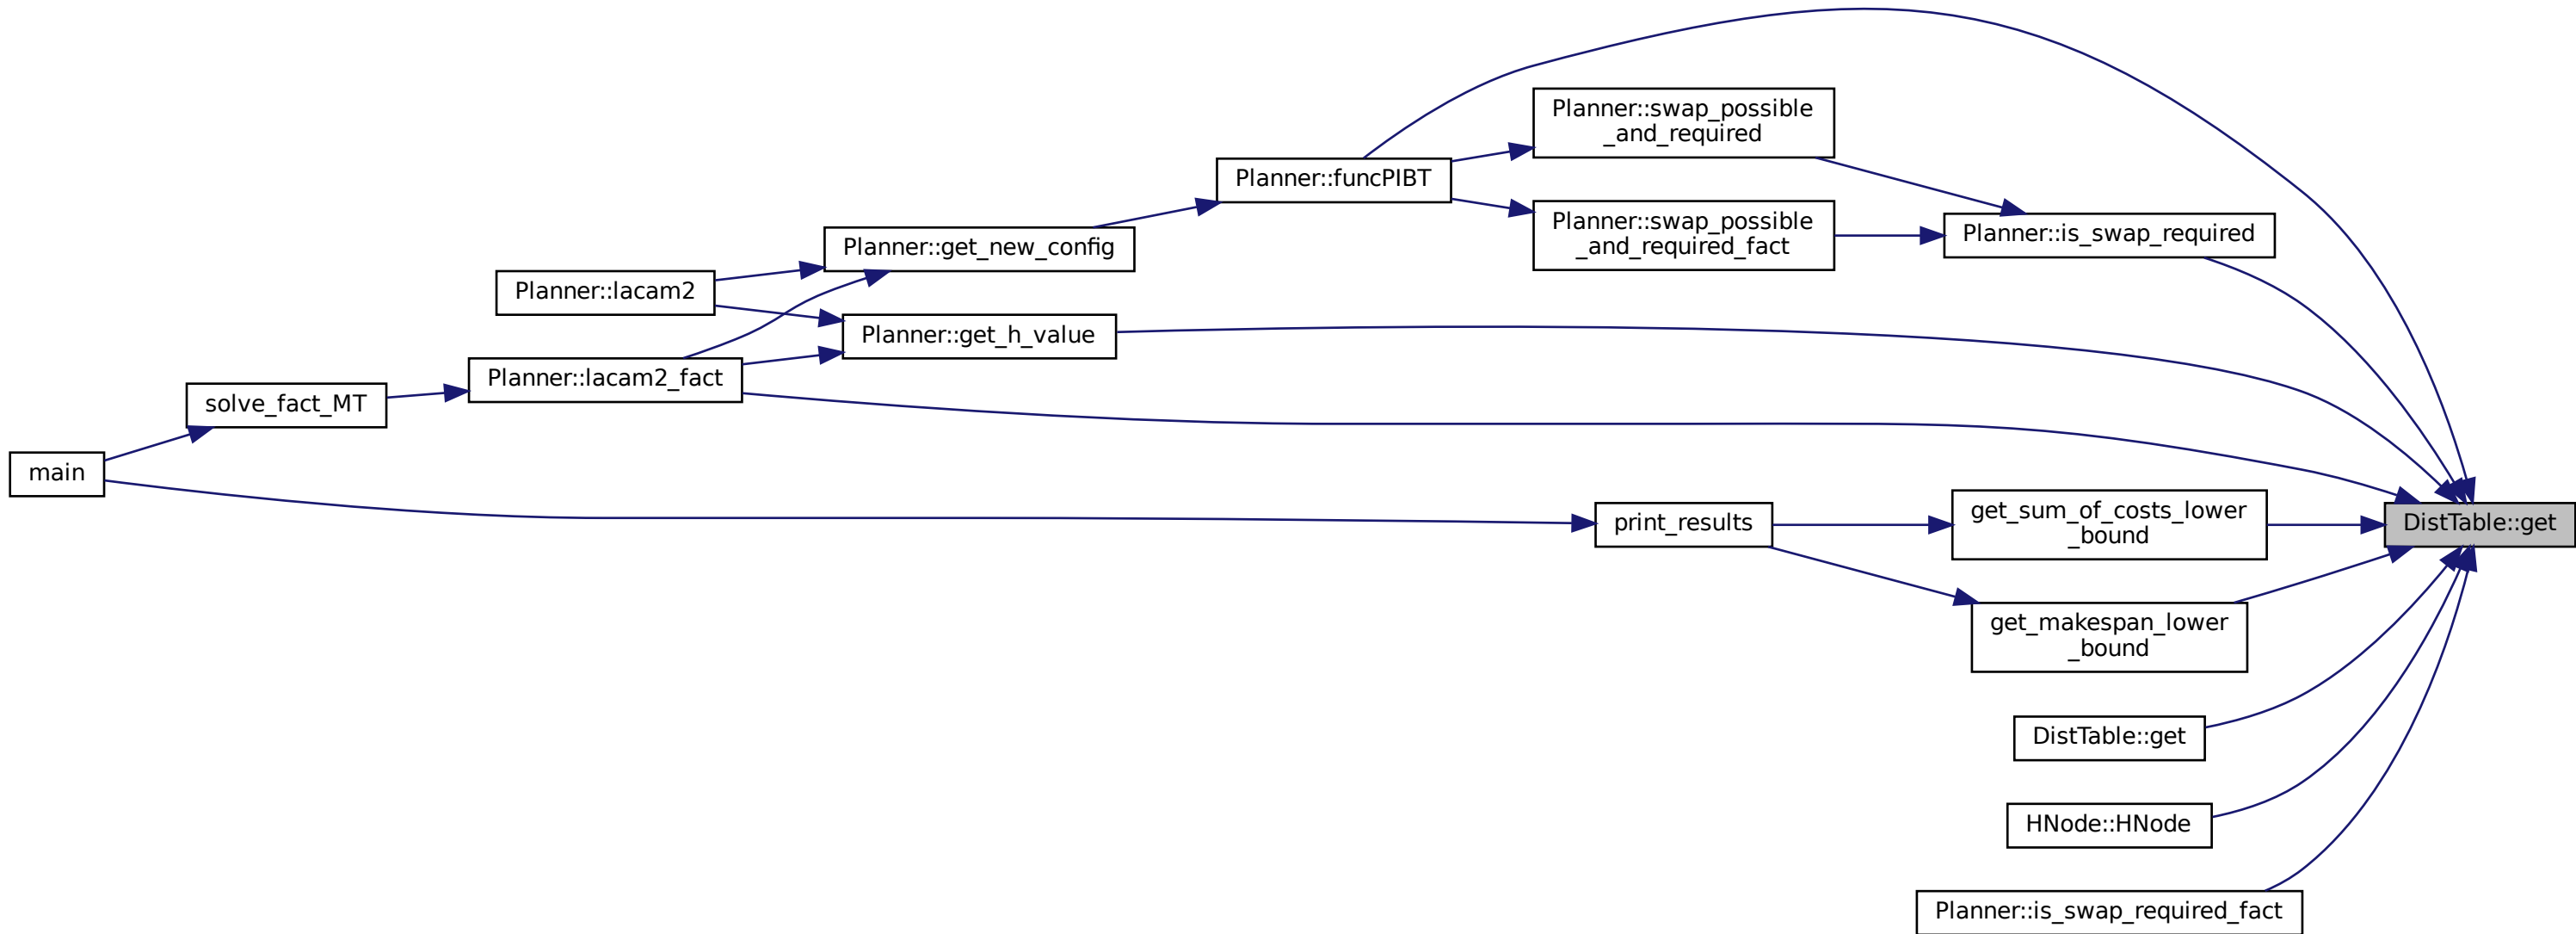 Planner::swap_possible
_and_required
Planner::funcPIBT
Planner::swap_possible
_and_required_fact
Planner::is_swap_required
Planner::get_new_config
Planner::lacam2
Planner::get_h_value
Planner::lacam2_fact
solve_fact_MT
main
print_results
get_sum_of_costs_lower
_bound
DistTable::get
get_makespan_lower
_bound
DistTable::get
HNode::HNode
Planner::is_swap_required_fact